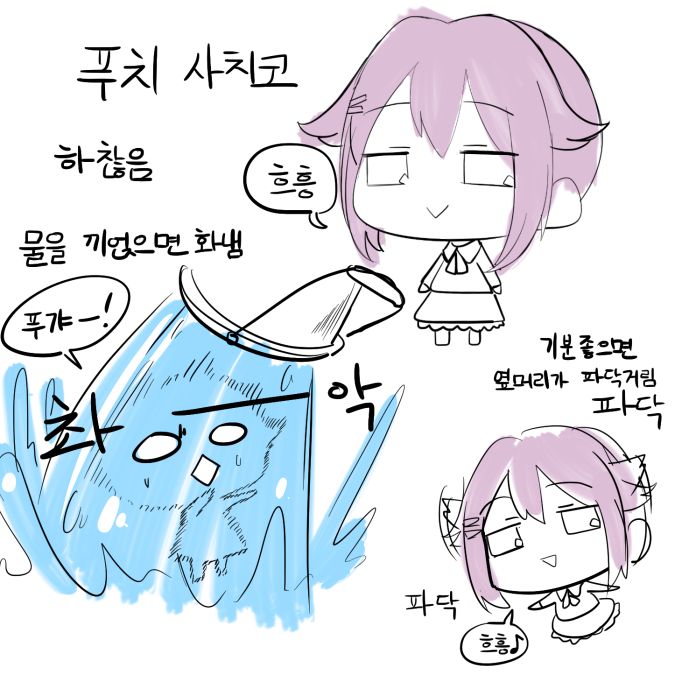 푸치 사치코
하찮음
흐흥
물을 끼얹으면 화냄
푸갸ー!
촤 ー 악
기분좋으면
옆머리가 파닥거림
파닥
파닥
흐흥♪